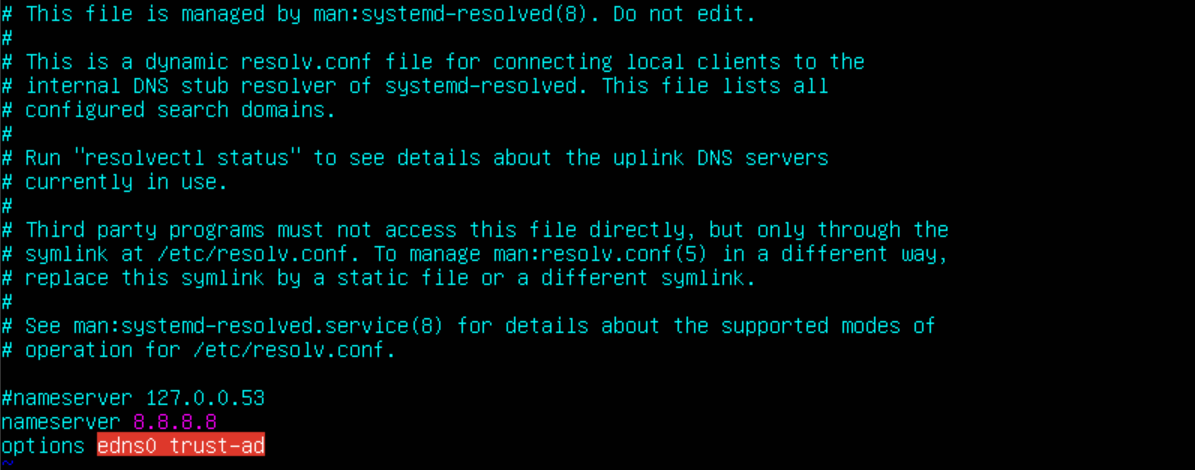 # This file is managed by man:systemd-resolved(8). Do not edit.
#
# This is a dynamic resolv.conf file for connecting local clients to the
# internal DNS stub resolver of systemd-resolved. This file lists all
# configured search domains.
#
# Run "resolvectl status" to see details about the uplink DNS servers
# currently in use.
#
# Third party programs must not access this file directly, but only through the
# symlink at /etc/resolv.conf. To manage man:resolv.conf(5) in a different way,
# replace this symlink by a static file or a different symlink.
#
# See man:systemd-resolved.service(8) for details about the supported modes of
# operation for /etc/resolv.conf.

#nameserver 127.0.0.53
nameserver 8.8.8.8
options edns0 trust-ad
~